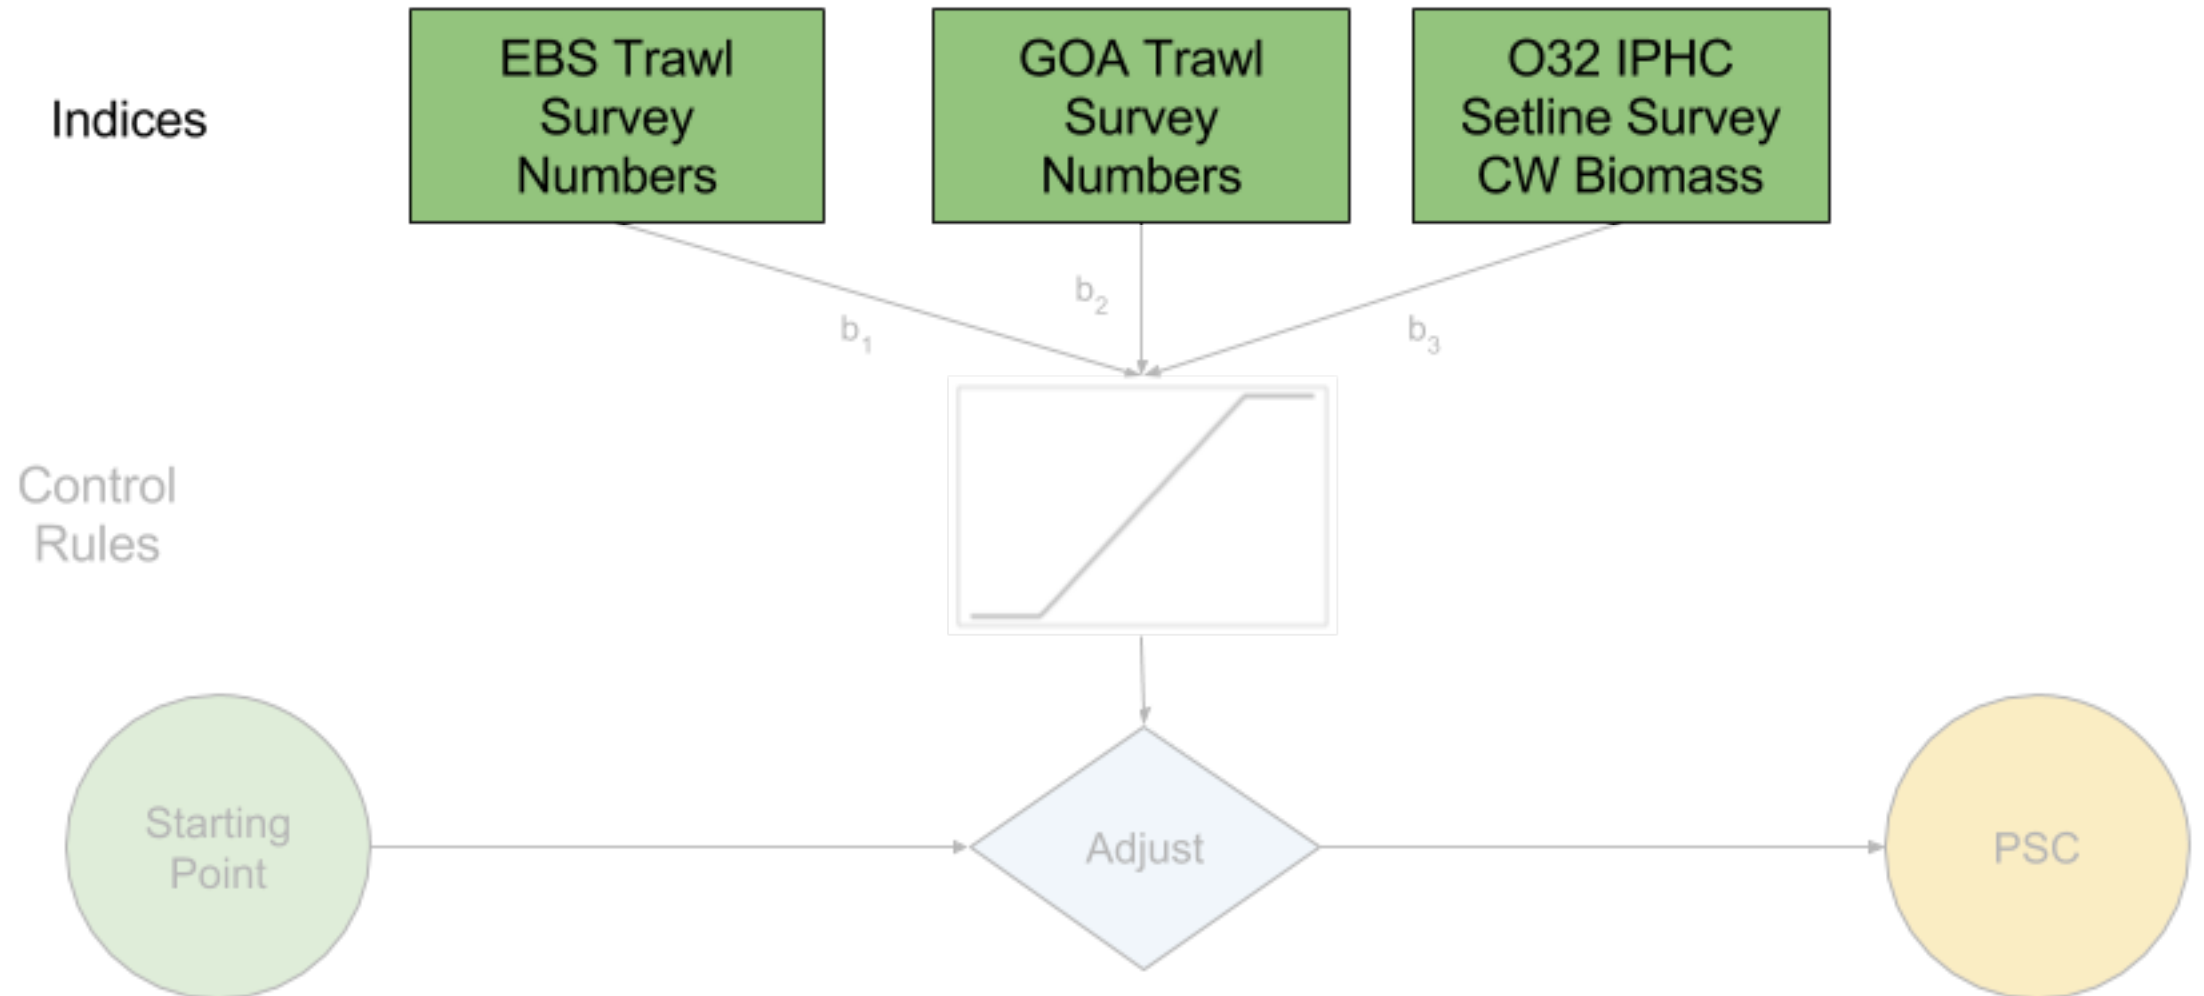 EBS Trawl
Survey
Numbers
GOA Trawl
Survey
Numbers
O32 IPHC
Setline Survey
CW Biomass
Indices
b1
b2
b3
Control
Rules
Starting
Point
Adjust
PSC